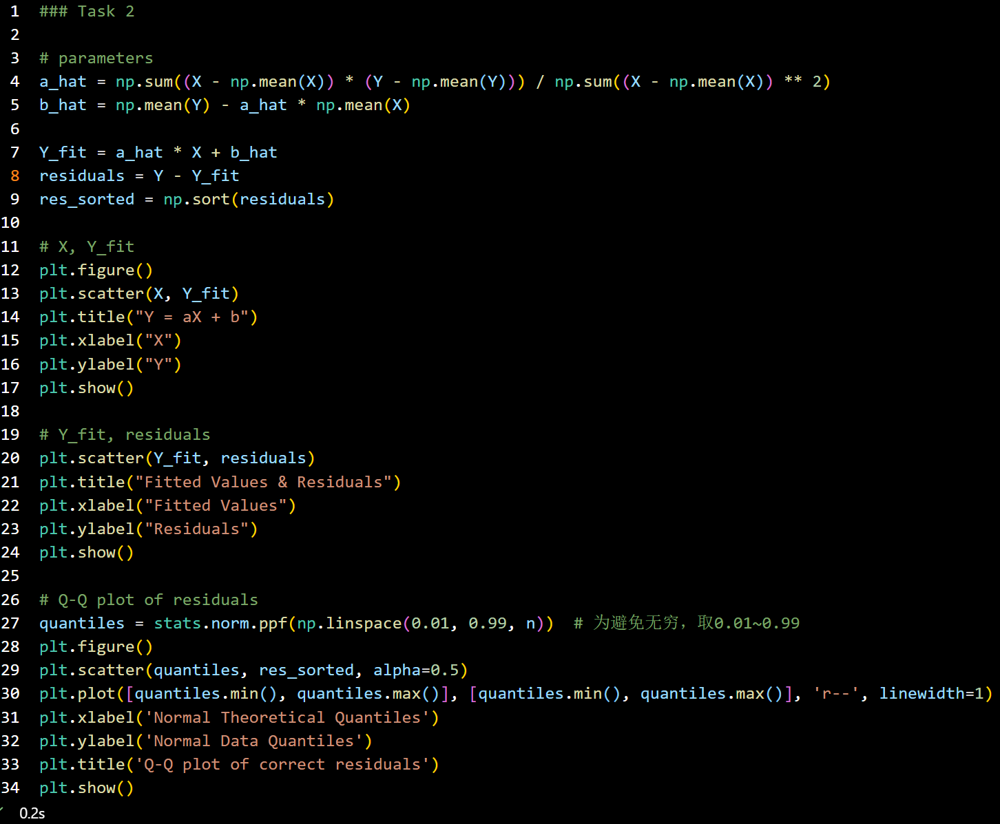 1 ### Task 2
2
3 # parameters
4 a_hat = np.sum((X - np.mean(X)) * (Y - np.mean(Y))) / np.sum((X - np.mean(X)) ** 2)
5 b_hat = np.mean(Y) - a_hat * np.mean(X)
6
7 Y_fit = a_hat * X + b_hat
8 residuals = Y - Y_fit
9 res_sorted = np.sort(residuals)
10
11 # X, Y_fit
12 plt.figure()
13 plt.scatter(X, Y_fit)
14 plt.title("Y = aX + b")
15 plt.xlabel("X")
16 plt.ylabel("Y")
17 plt.show()
18
19 # Y_fit, residuals
20 plt.scatter(Y_fit, residuals)
21 plt.title("Fitted Values & Residuals")
22 plt.xlabel("Fitted Values")
23 plt.ylabel("Residuals")
24 plt.show()
25
26 # Q-Q plot of residuals
27 quantiles = stats.norm.ppf(np.linspace(0.01, 0.99, n))  # 为避免无穷，取0.01~0.99
28 plt.figure()
29 plt.scatter(quantiles, res_sorted, alpha=0.5)
30 plt.plot([quantiles.min(), quantiles.max()], [quantiles.min(), quantiles.max()], 'r--', linewidth=1)
31 plt.xlabel('Normal Theoretical Quantiles')
32 plt.ylabel('Normal Data Quantiles')
33 plt.title('Q-Q plot of correct residuals')
34 plt.show()
0.2s